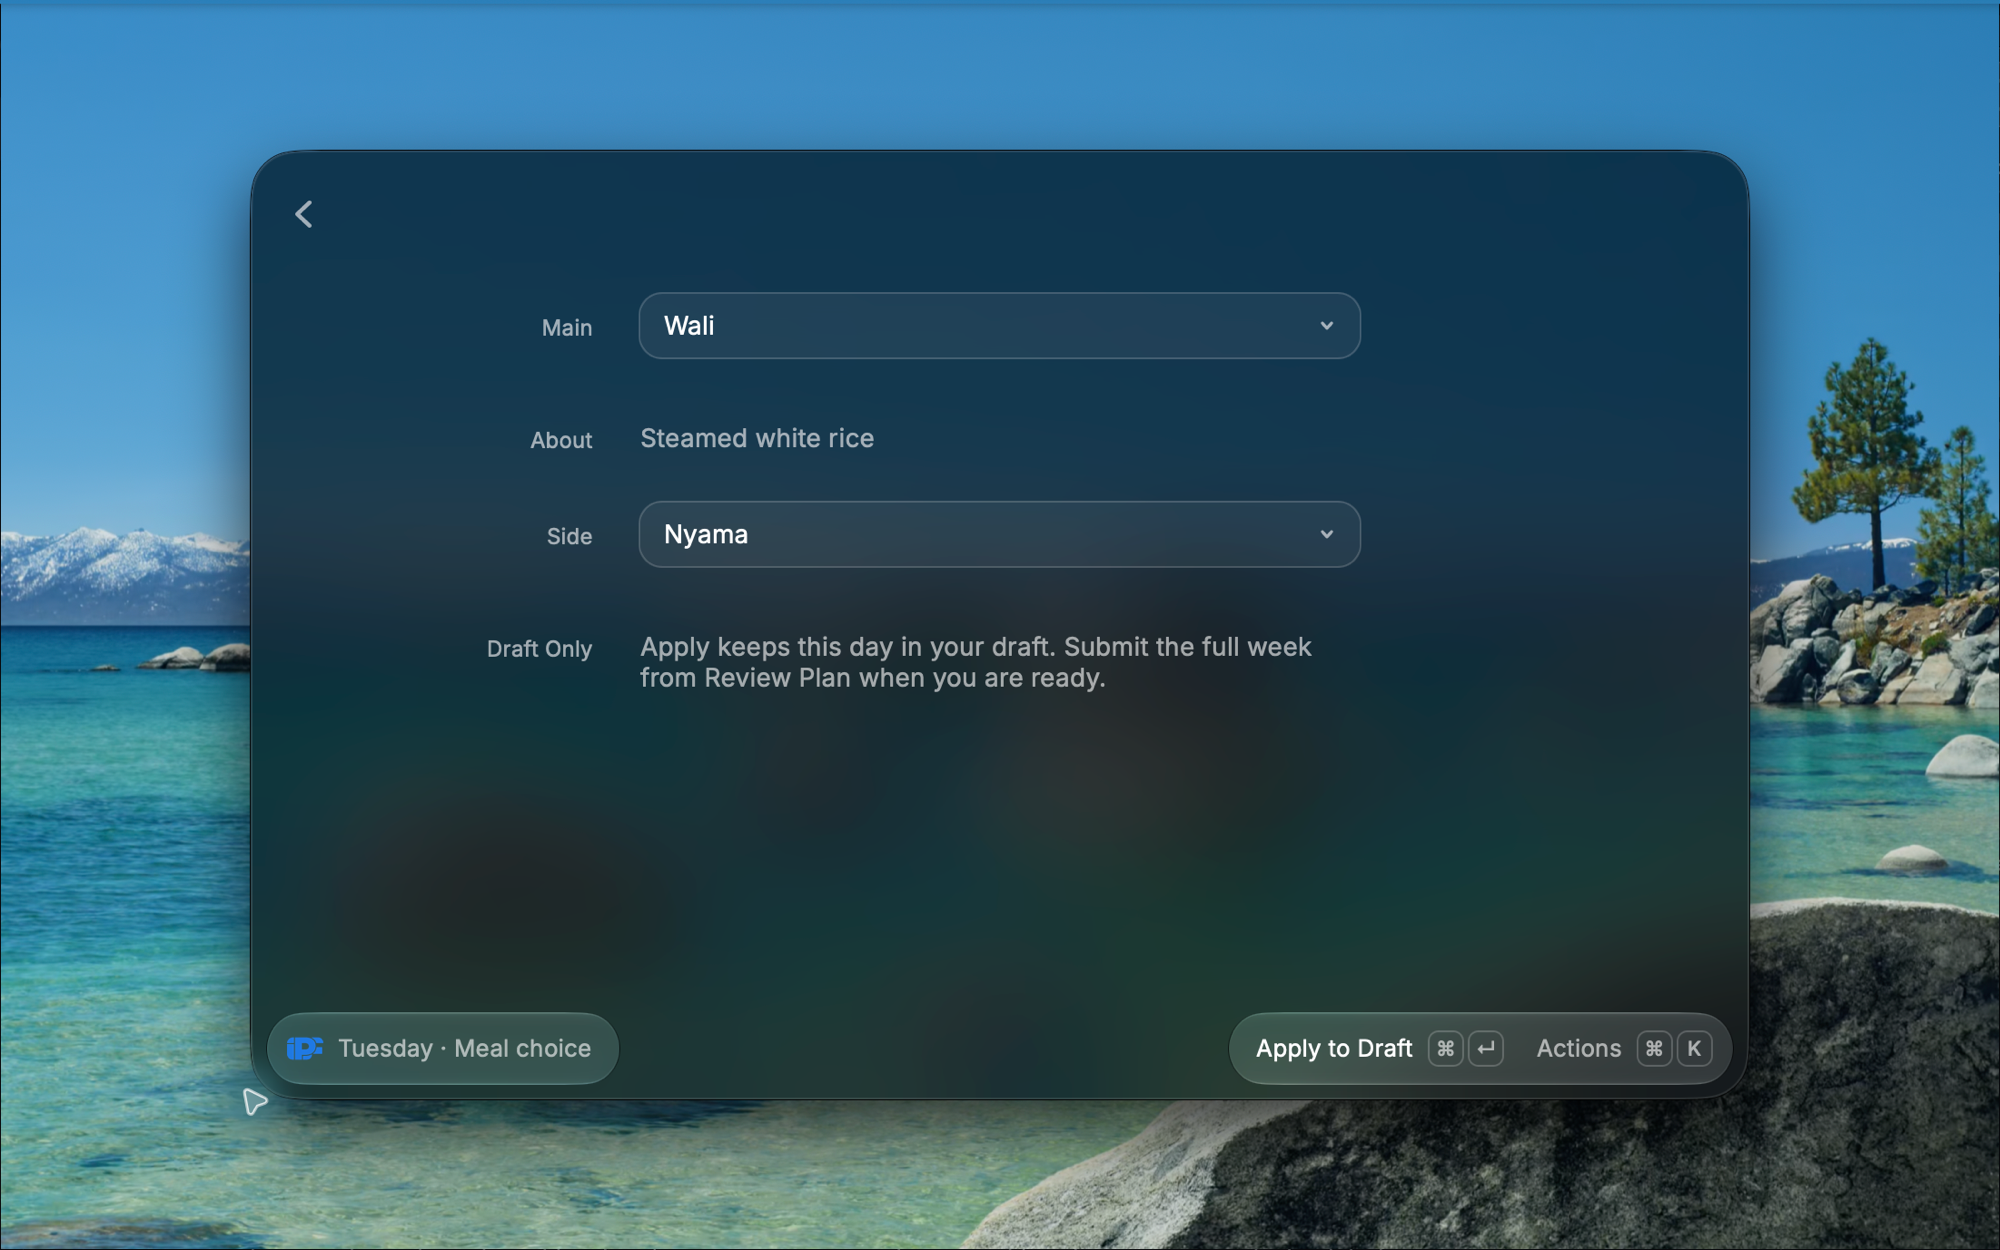 Main
Wali
About
Steamed white rice
Side
Nyama
Draft Only
Apply keeps this day in your draft. Submit the full week
from Review Plan when you are ready.
Tuesday · Meal choice
Apply to Draft ⌘ ↵ Actions ⌘ K